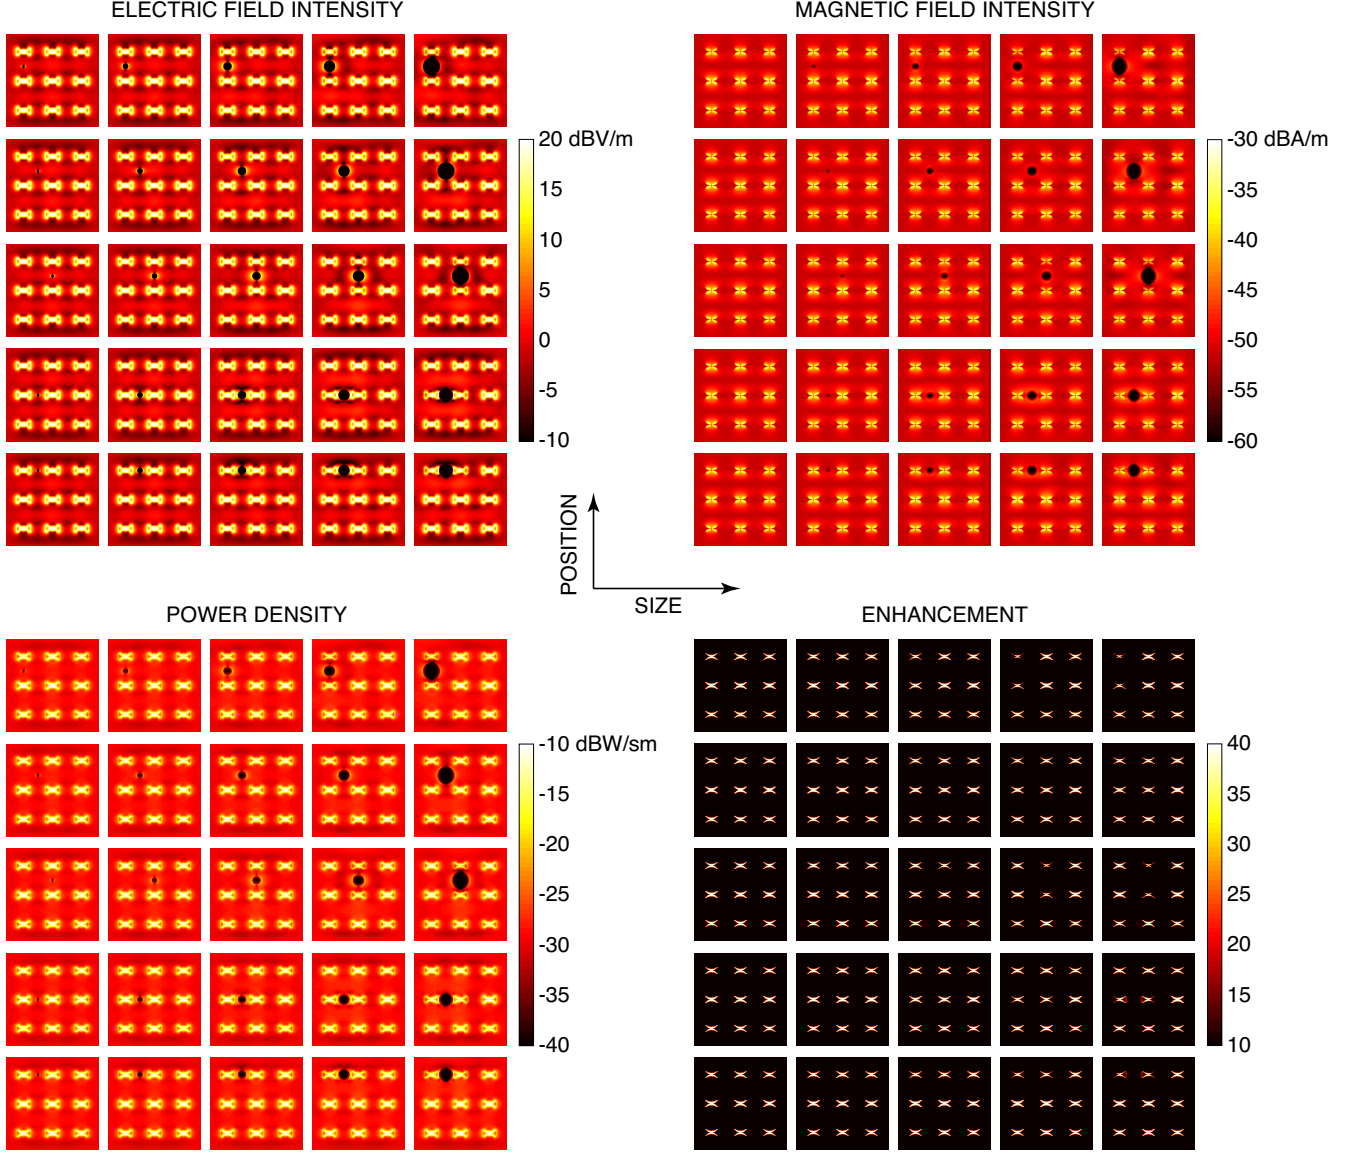 ELECTRIC FIELD INTENSITY
20 dBV/m
15
10
5
0
-5
-10
MAGNETIC FIELD INTENSITY
-30 dBA/m
-35
-40
-45
-50
-55
-60
POSITION
SIZE
POWER DENSITY
-10 dBW/sm
-15
-20
-25
-30
-35
-40
ENHANCEMENT
40
35
30
25
20
15
10